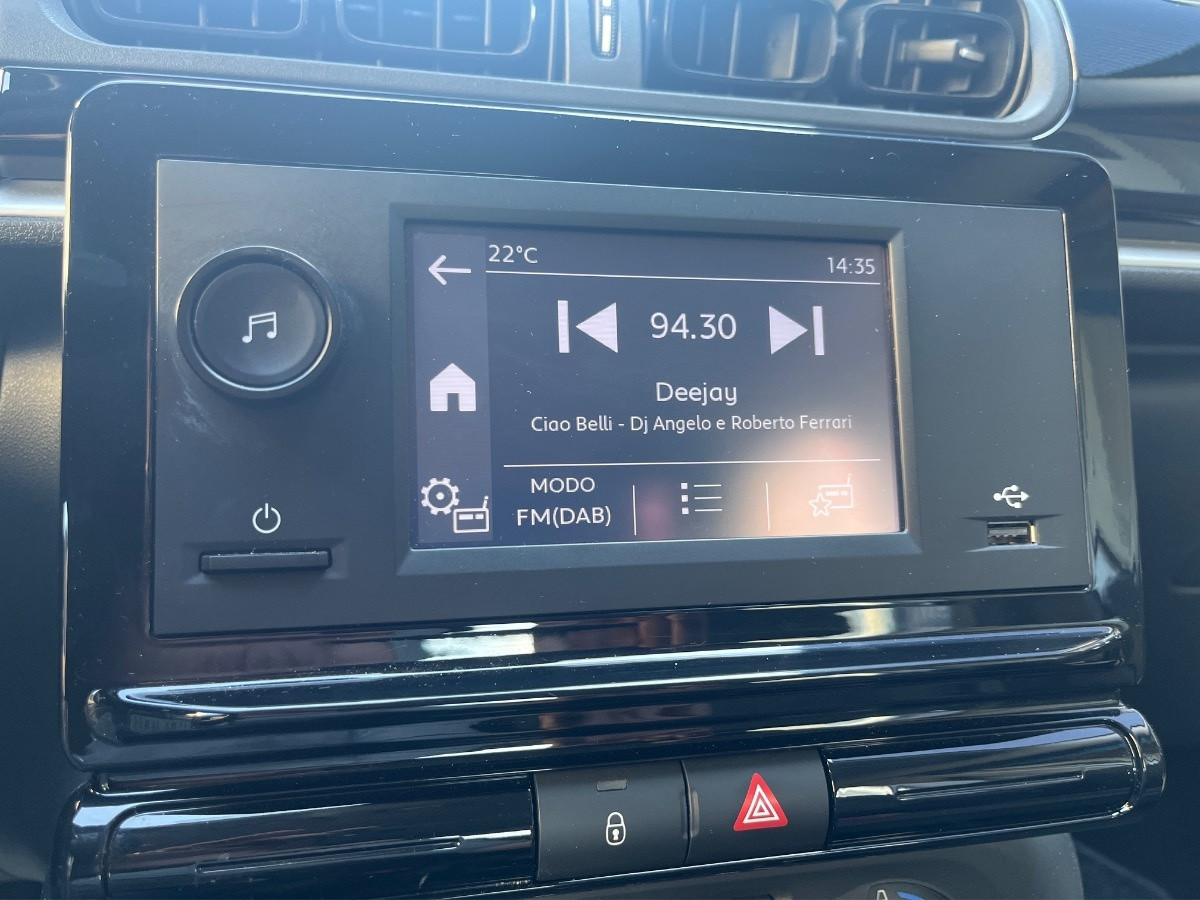 22°C
14:35
94.30
Deejay
Ciao Belli - Dj Angelo e Roberto Ferrari
MODO
FM(DAB)
A